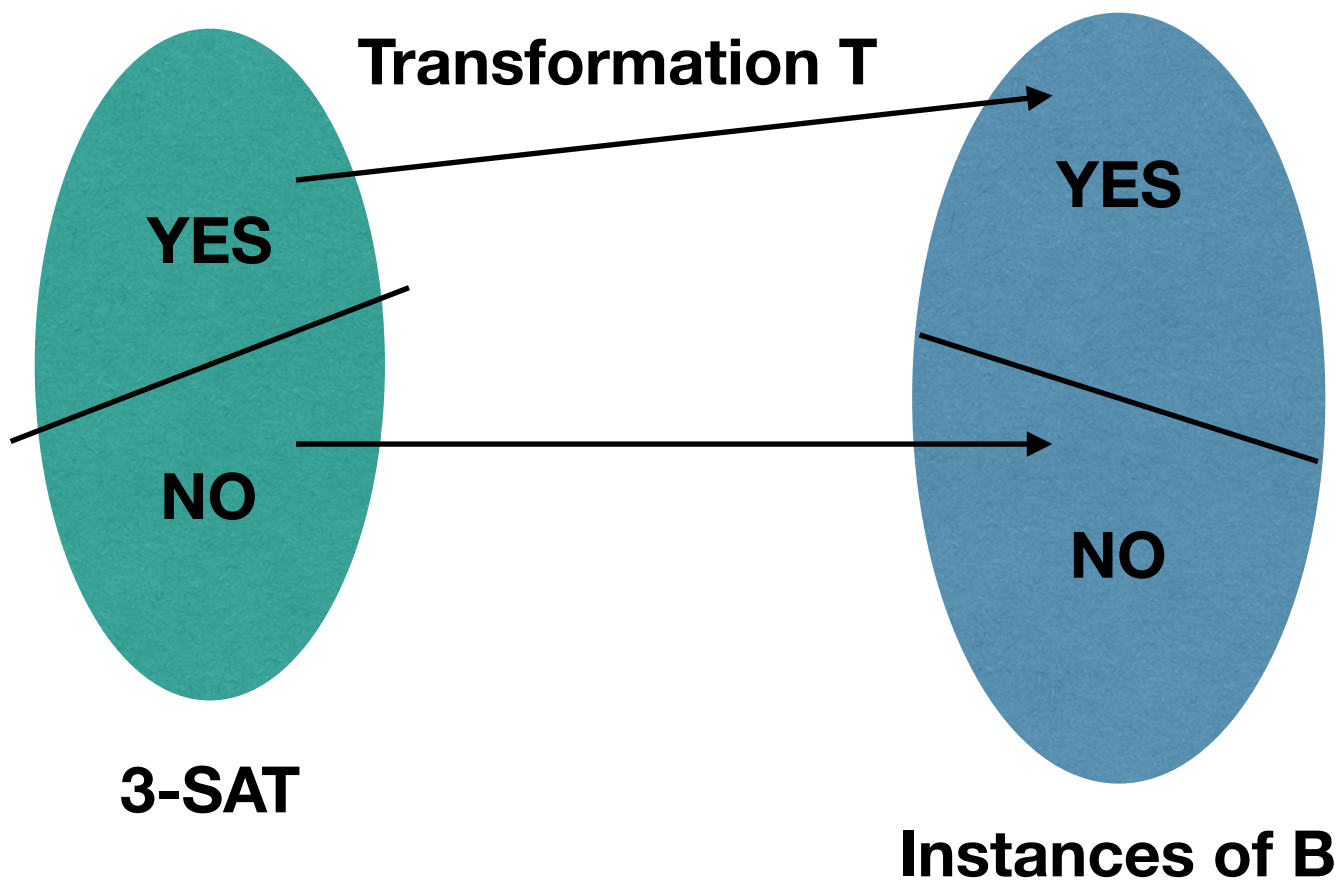 Transformation T
YES
YES
NO
NO
3-SAT
Instances of B